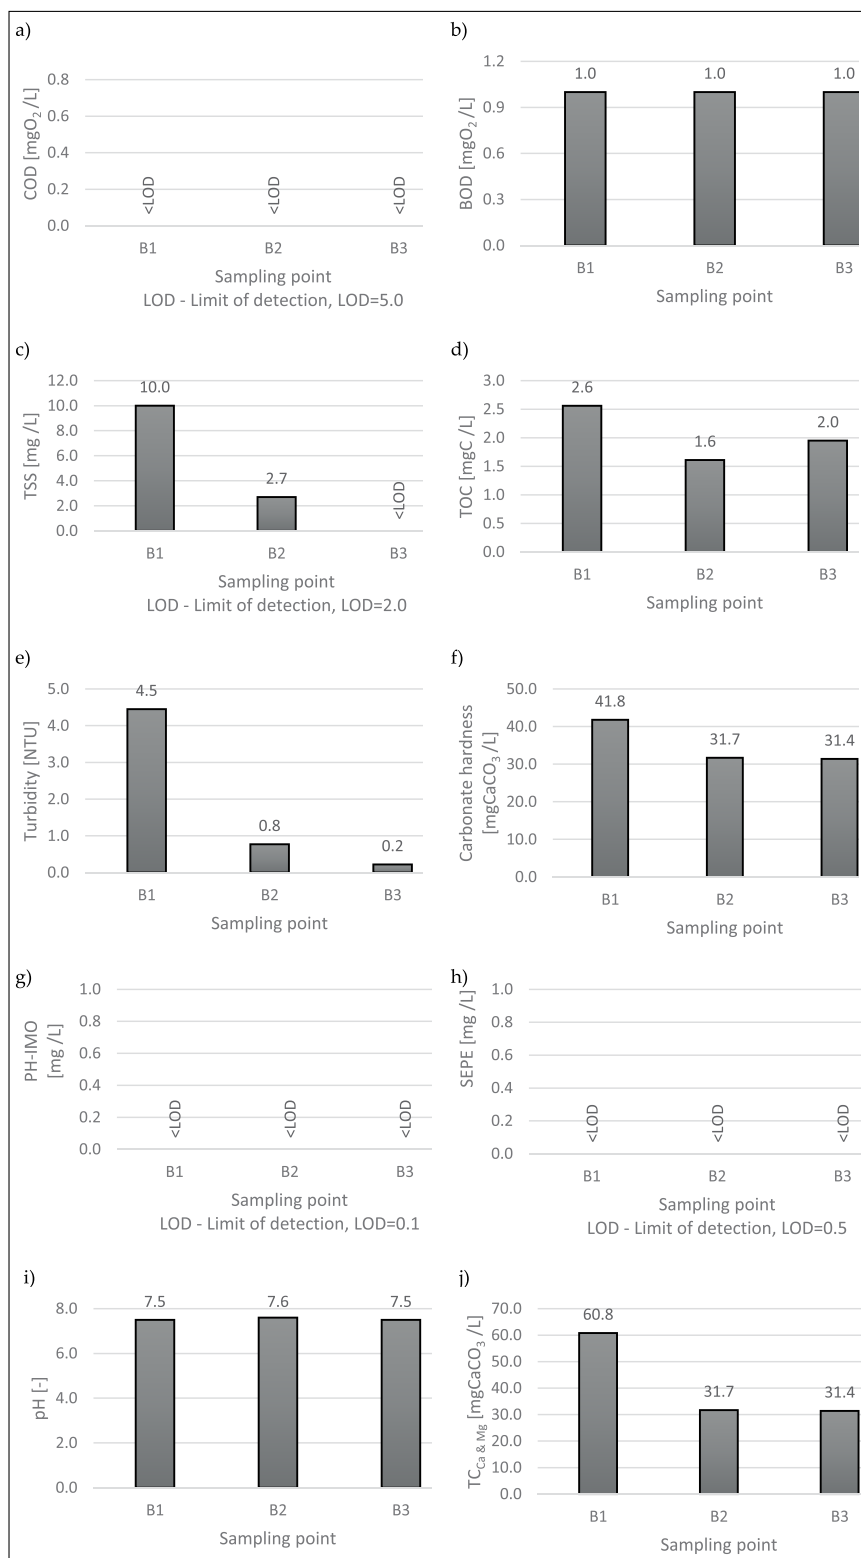 a)
COD [mgO2 /L]
0.8
0.6
0.4
0.2
0.0
<LOD
<LOD
<LOD
B1
B2
B3
Sampling point
LOD - Limit of detection, LOD=5.0
b)
BOD [mgO2 /L]
1.2
0.9
0.6
0.3
0.0
1.0
1.0
1.0
B1
B2
B3
Sampling point
c)
TSS [mg /L]
12.0
10.0
8.0
6.0
4.0
2.0
0.0
10.0
2.7
<LOD
B1
B2
B3
Sampling point
LOD - Limit of detection, LOD=2.0
d)
TOC [mgC /L]
3.0
2.5
2.0
1.5
1.0
0.5
0.0
2.6
1.6
2.0
B1
B2
B3
Sampling point
e)
Turbidity [NTU]
5.0
4.0
3.0
2.0
1.0
0.0
4.5
0.8
0.2
B1
B2
B3
Sampling point
f)
Carbonate hardness
[mgCaCO3 /L]
50.0
40.0
30.0
20.0
10.0
0.0
41.8
31.7
31.4
B1
B2
B3
Sampling point
g)
PH-IMO
[mg /L]
1.0
0.8
0.6
0.4
0.2
0.0
<LOD
<LOD
<LOD
B1
B2
B3
Sampling point
LOD - Limit of detection, LOD=0.1
h)
SEPE [mg /L]
1.0
0.8
0.6
0.4
0.2
0.0
<LOD
<LOD
<LOD
B1
B2
B3
Sampling point
LOD - Limit of detection, LOD=0.5
i)
pH [-]
8.0
6.0
4.0
2.0
0.0
7.5
7.6
7.5
B1
B2
B3
Sampling point
j)
TCCa & Mg [mgCaCO3 /L]
70.0
60.0
50.0
40.0
30.0
20.0
10.0
0.0
60.8
31.7
31.4
B1
B2
B3
Sampling point